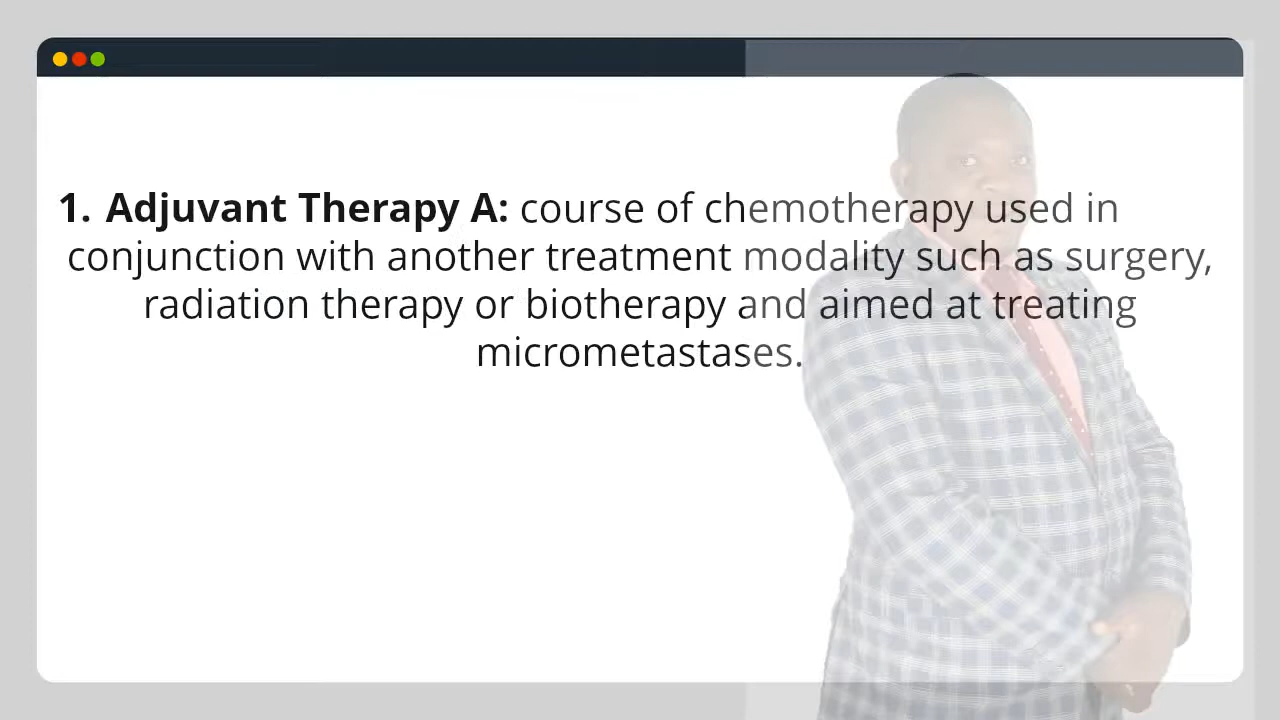 1. Adjuvant Therapy A: course of chemotherapy used in
conjunction with another treatment modality such as surgery,
radiation therapy or biotherapy and aimed at treating
micrometastases.